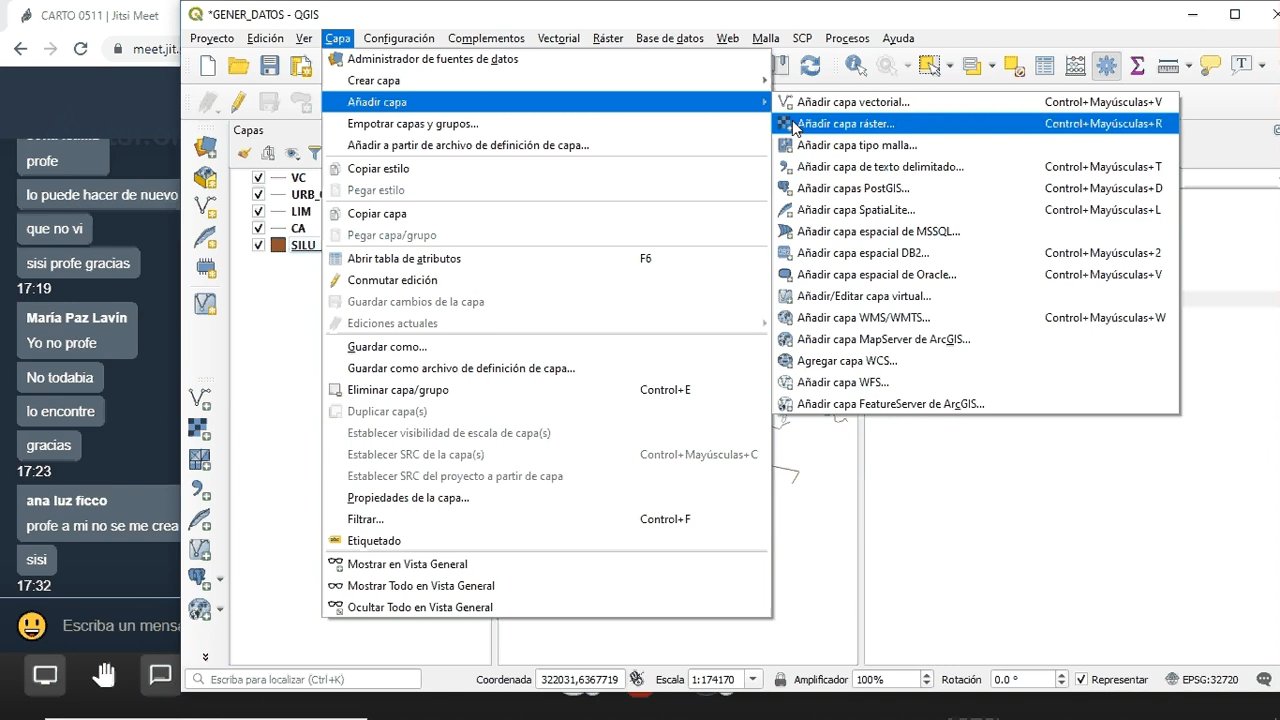 CARTO 0511 | Jitsi Meet
meet.jit.
profe
lo puede hacer de nuevo
que no vi
sisi profe gracias
17:19
María Paz Lavín
Yo no profe
No todabia
lo encontre
gracias
17:23
ana luz ficco
profe a mi no se me crea
sisi
17:32
Escriba un mensa
*GENER_DATOS - QGIS
Proyecto Edición Ver Capa Configuración Complementos Vectorial Ráster Base de datos Web Malla SCP Procesos Ayuda
Capas
VC
URB_
LIM
CA
SILU
Administrador de fuentes de datos
Crear capa
Añadir capa
Empotrar capas y grupos...
Añadir a partir de archivo de definición de capa...
Copiar estilo
Pegar estilo
Copiar capa
Pegar capa/grupo
Abrir tabla de atributos F6
Conmutar edición
Guardar cambios de la capa
Ediciones actuales
Guardar como...
Guardar como archivo de definición de capa...
Eliminar capa/grupo Control+E
Duplicar capa(s)
Establecer visibilidad de escala de capa(s)
Establecer SRC de la capa(s) Control+Mayúsculas+C
Establecer SRC del proyecto a partir de capa
Propiedades de la capa...
Filtrar... Control+F
Etiquetado
Mostrar en Vista General
Mostrar Todo en Vista General
Ocultar Todo en Vista General
Añadir capa vectorial... Control+Mayúsculas+V
Añadir capa ráster... Control+Mayúsculas+R
Añadir capa tipo malla...
Añadir capa de texto delimitado... Control+Mayúsculas+T
Añadir capas PostGIS... Control+Mayúsculas+D
Añadir capa SpatiaLite... Control+Mayúsculas+L
Añadir capa espacial de MSSQL...
Añadir capa espacial DB2... Control+Mayúsculas+2
Añadir capa espacial de Oracle... Control+Mayúsculas+V
Añadir/Editar capa virtual...
Añadir capa WMS/WMTS... Control+Mayúsculas+W
Añadir capa MapServer de ArcGIS...
Agregar capa WCS...
Añadir capa WFS...
Añadir capa FeatureServer de ArcGIS...
Escriba para localizar (Ctrl+K) Coordenada 322031,6367719 Escala 1:174170 Amplificador 100% Rotación 0.0 ° Representar EPSG:32720